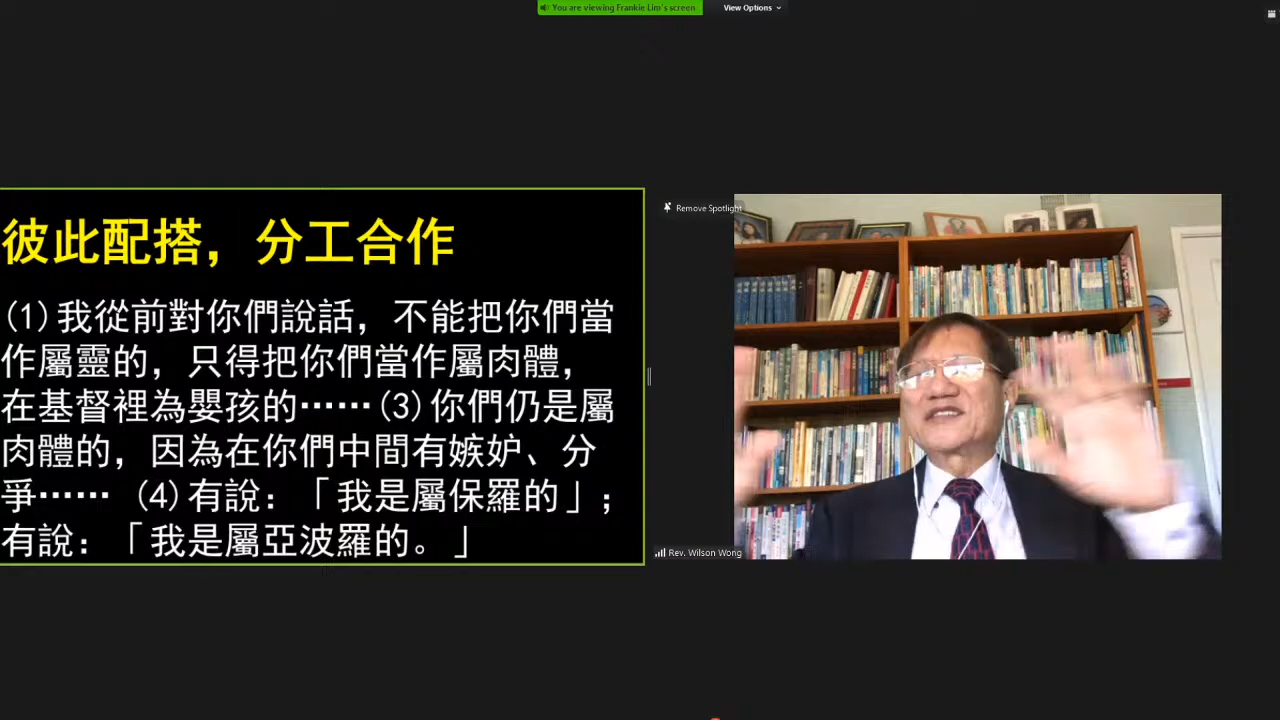 You are viewing Frankie Lim's screen
View Options
彼此配搭，分工合作
(1)我從前對你們說話，不能把你們當
作屬靈的，只得把你們當作屬肉體，
在基督裡為嬰孩的……(3)你們仍是屬
肉體的，因為在你們中間有嫉妒、分
爭……（4)有說：「我是屬保羅的」；
有說：「我是屬亞波羅的。」
Remove Spotlight
Rev. Wilson Wong